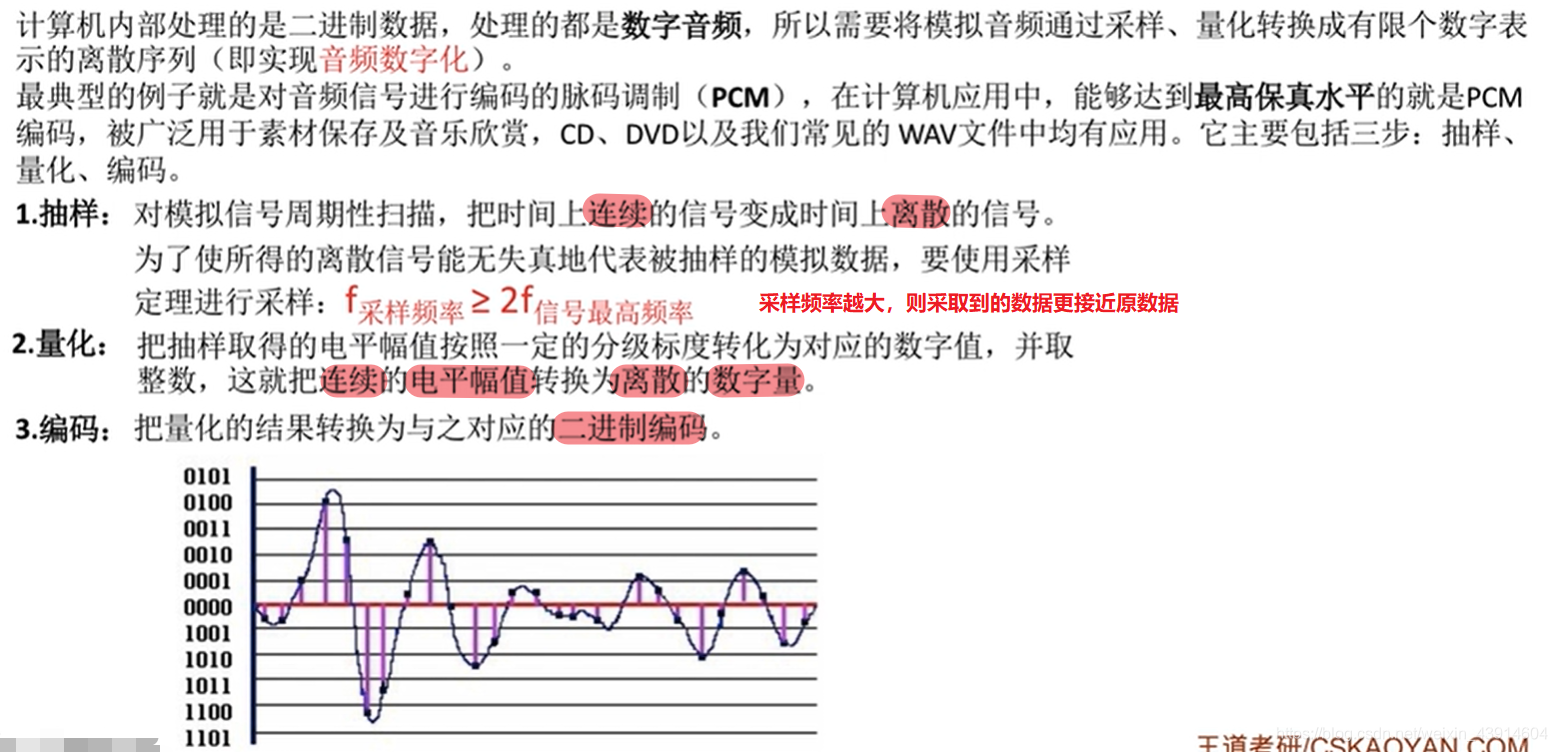 计算机内部处理的是二进制数据，处理的都是数字音频，所以需要将模拟音频通过采样、量化转换成有限个数字表
示的离散序列（即实现音频数字化）。
最典型的例子就是对音频信号进行编码的脉码调制（PCM），在计算机应用中，能够达到最高保真水平的就是PCM
编码，被广泛用于素材保存及音乐欣赏，CD、DVD以及我们常见的 WAV文件中均有应用。它主要包括三步：抽样、
量化、编码。
1.抽样：对模拟信号周期性扫描，把时间上连续的信号变成时间上离散的信号。
为了使所得的离散信号能无失真地代表被抽样的模拟数据，要使用采样
定理进行采样：f采样频率 ≥ 2f信号最高频率 采样频率越大，则采取到的数据更接近原数据
2.量化：把抽样取得的电平幅值按照一定的分级标度转化为对应的数字值，并取
整数，这就把连续的电平幅值转换为离散的数字量。
3.编码：把量化的结果转换为与之对应的二进制编码。
0101
0100
0011
0010
0001
0000
1001
1010
1011
1100
1101
王道考研/CSKAOYAN.COM
https://blog.csdn.net/weixin_43914604